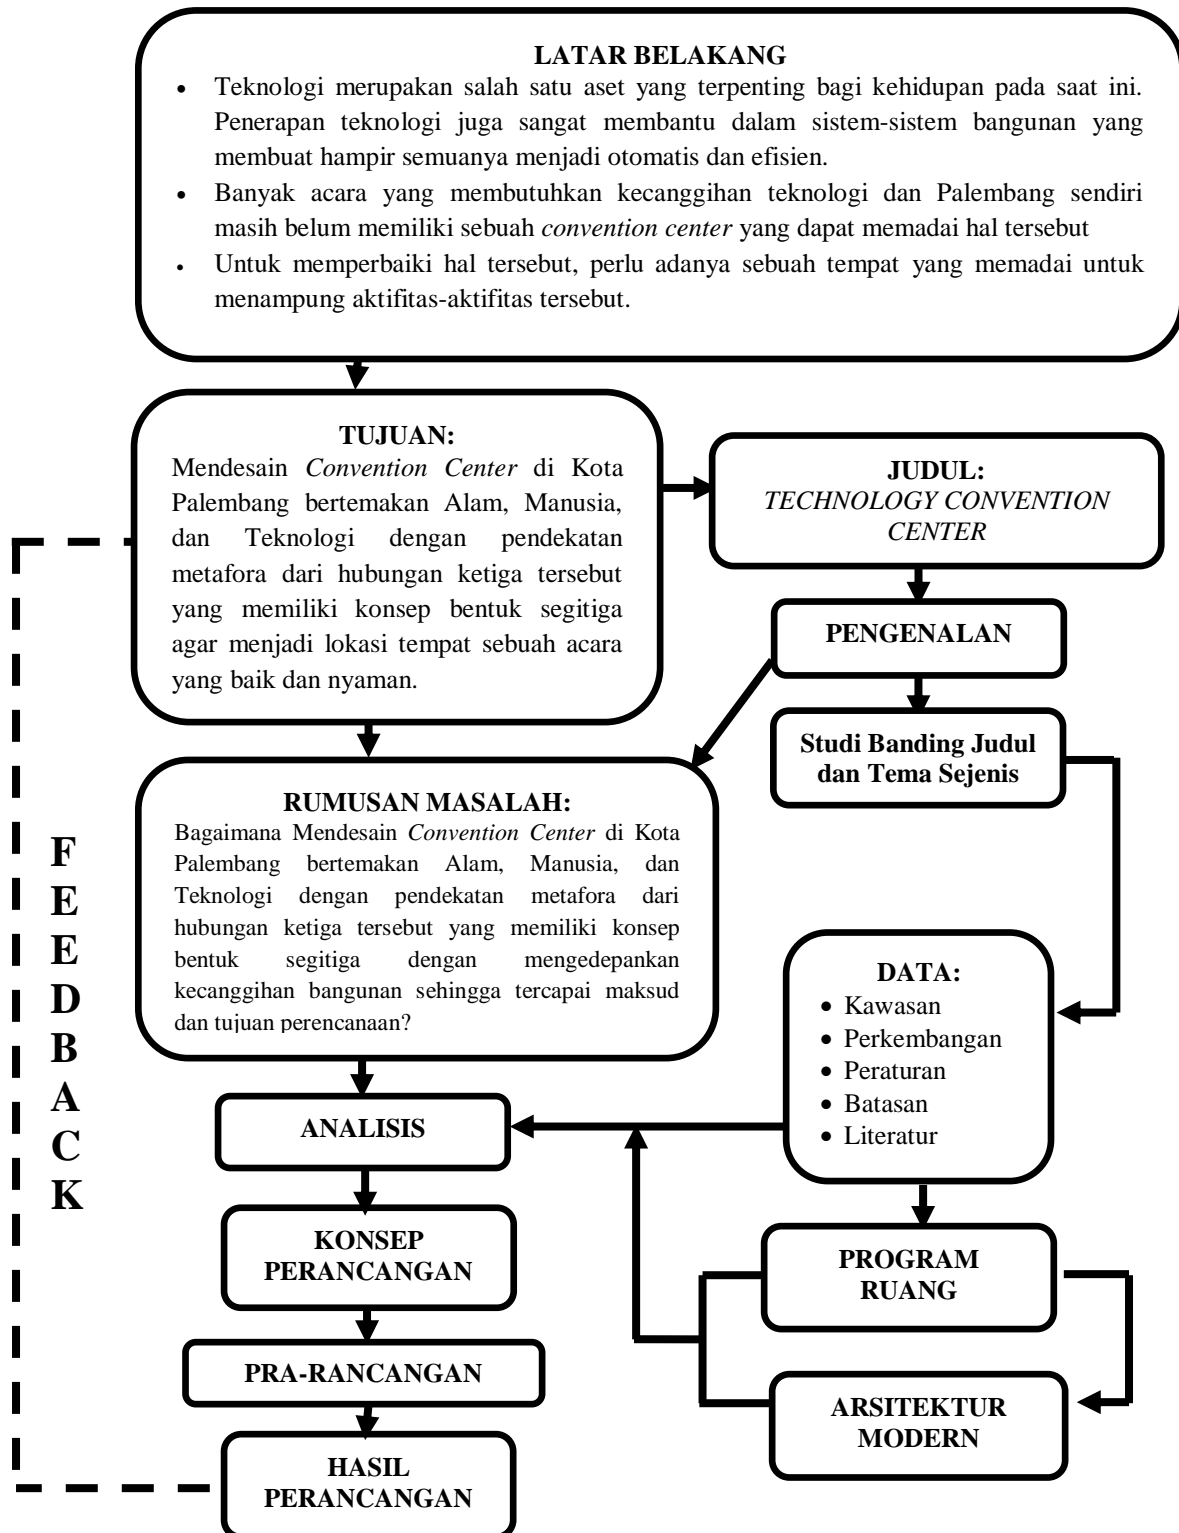 LATAR BELAKANG
• Teknologi merupakan salah satu aset yang terpenting bagi kehidupan pada saat ini.
Penerapan teknologi juga sangat membantu dalam sistem-sistem bangunan yang
membuat hampir semuanya menjadi otomatis dan efisien.
• Banyak acara yang membutuhkan kecanggihan teknologi dan Palembang sendiri
masih belum memiliki sebuah convention center yang dapat memadai hal tersebut
• Untuk memperbaiki hal tersebut, perlu adanya sebuah tempat yang memadai untuk
menampung aktifitas-aktifitas tersebut.
TUJUAN:
Mendesain Convention Center di Kota
Palembang bertemakan Alam, Manusia,
dan Teknologi dengan pendekatan
metafora dari hubungan ketiga tersebut
yang memiliki konsep bentuk segitiga
agar menjadi lokasi tempat sebuah acara
yang baik dan nyaman.
JUDUL:
TECHNOLOGY CONVENTION
CENTER
PENGENALAN
Studi Banding Judul
dan Tema Sejenis
RUMUSAN MASALAH:
Bagaimana Mendesain Convention Center di Kota
Palembang bertemakan Alam, Manusia, dan
Teknologi dengan pendekatan metafora dari
hubungan ketiga tersebut yang memiliki konsep
bentuk segitiga dengan mengedepankan
kecanggihan bangunan sehingga tercapai maksud
dan tujuan perencanaan?
DATA:
• Kawasan
• Perkembangan
• Peraturan
• Batasan
• Literatur
ANALISIS
KONSEP
PERANCANGAN
PROGRAM
RUANG
PRA-RANCANGAN
ARSITEKTUR
MODERN
HASIL
PERANCANGAN
F
E
E
D
B
A
C
K